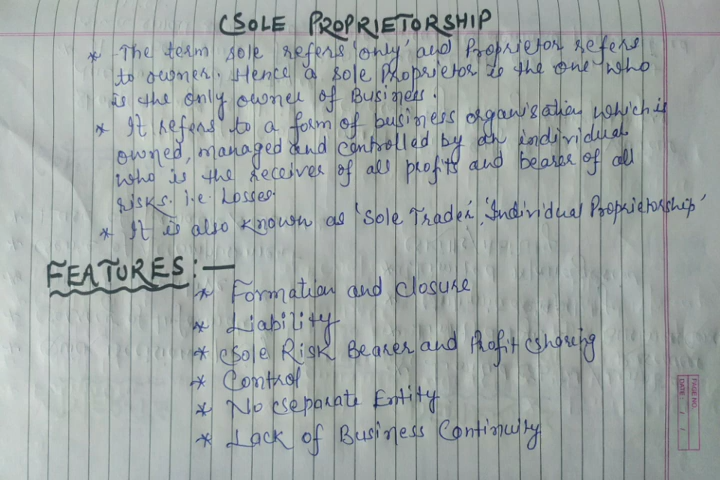 SOLE PROPRIETORSHIP
* The term sole refers 'only' and Proprietor refers
to owner. Hence a sole Proprietor is the one who
is the only owner of Business.
* It refers to a form of business organisation which is
owned, managed and controlled by an individual
who is the receiver of all profits and bearer of all
risks. i.e. Losses.
* It is also known as 'Sole Trader', 'Individual Proprietorship'
FEATURES :—
* Formation and Closure
* Liability
* Sole Risk Bearer and Profit sharing
* Control
* No separate Entity
* Lack of Business Continuity
PAGE NO.
DATE / /